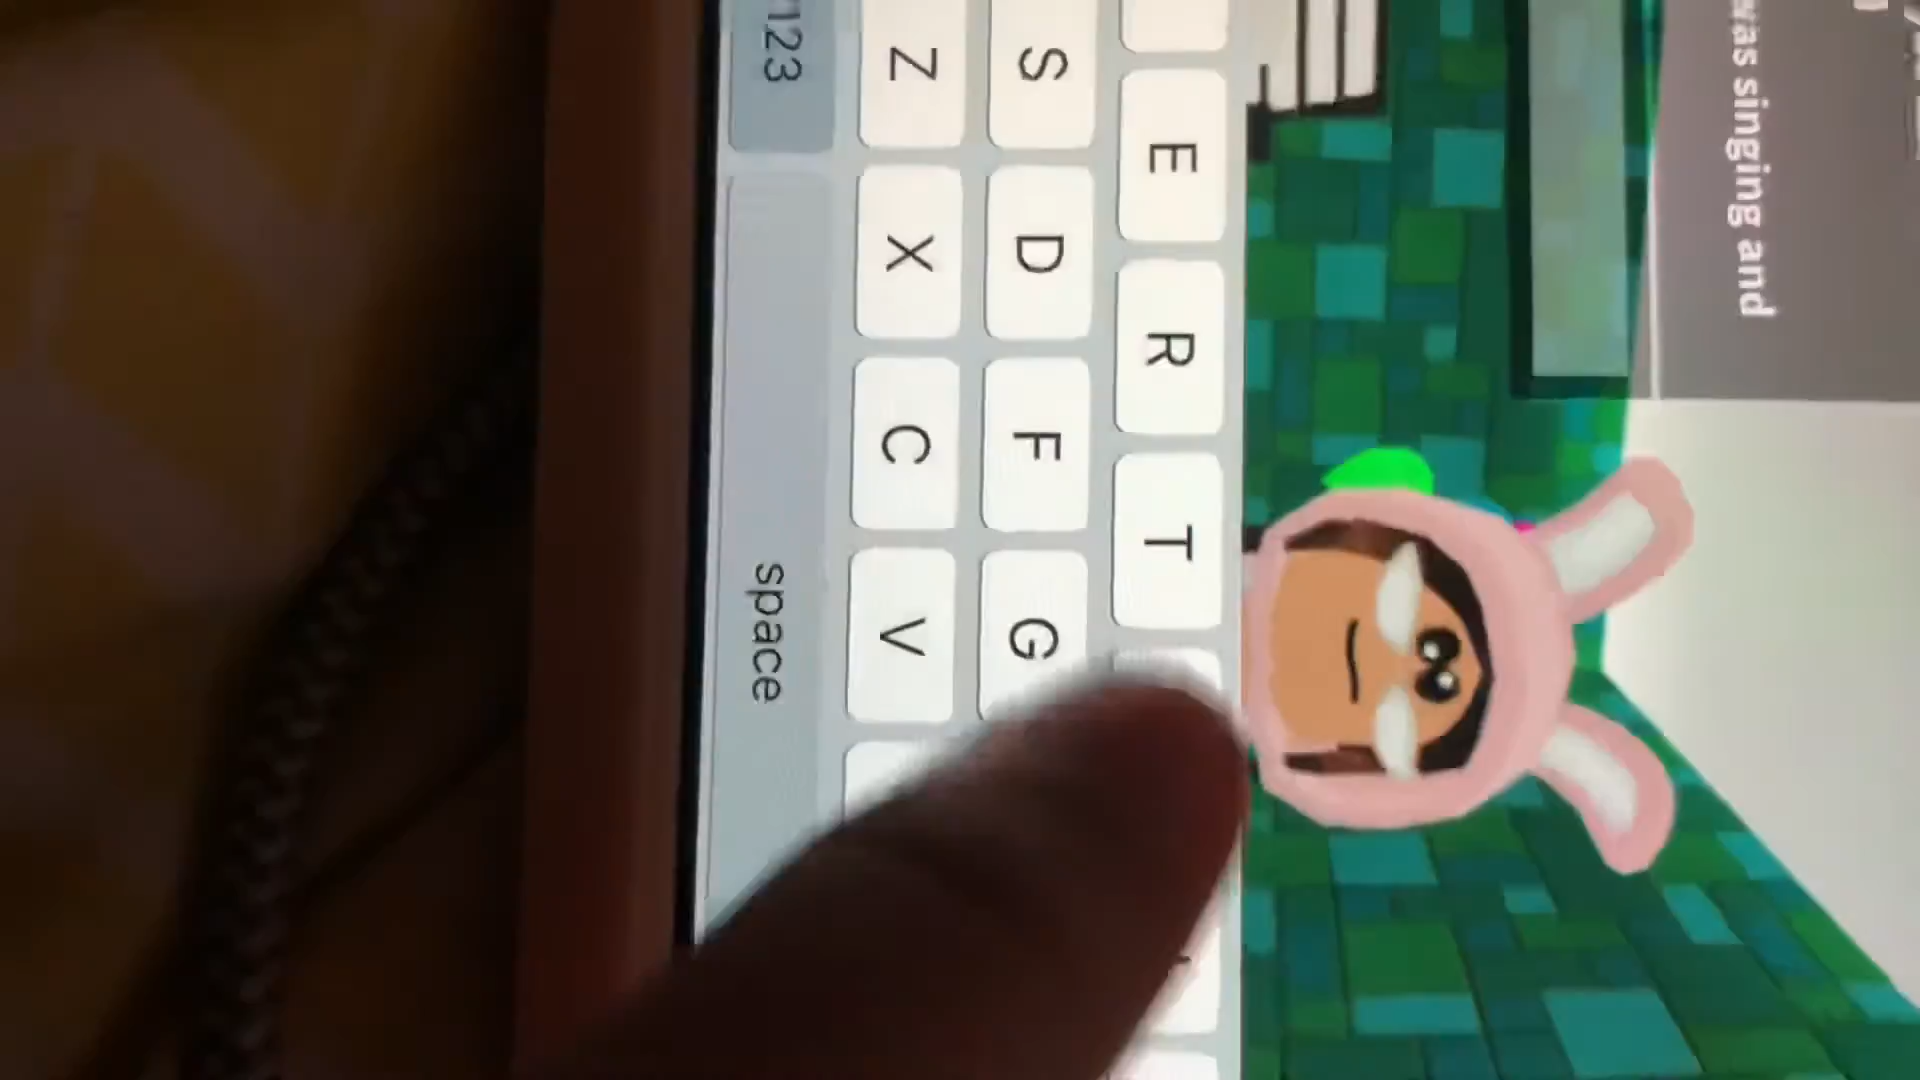 was singing and
E R T
S D F G
Z X C V
123 space